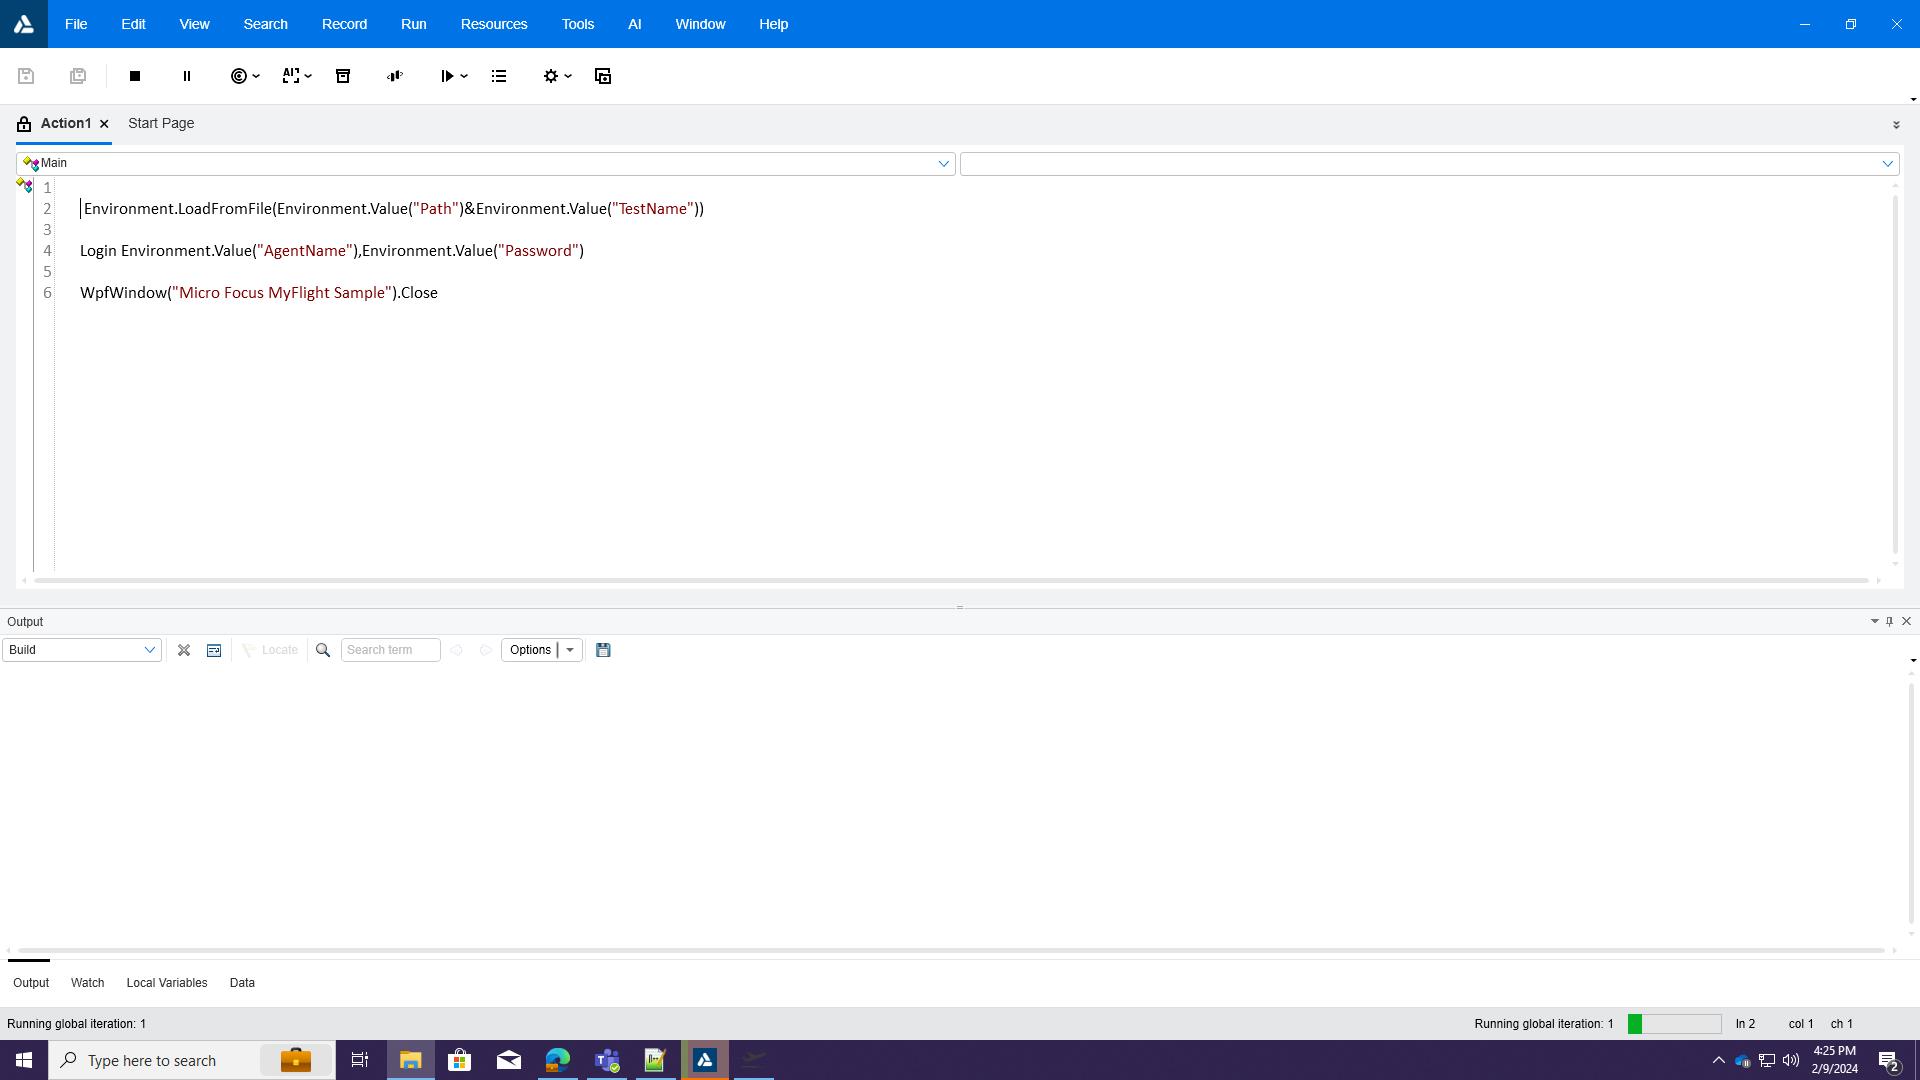 File Edit View Search Record Run Resources Tools AI Window Help
AI
Action1 Start Page
Main
1
2 Environment.LoadFromFile(Environment.Value("Path")&Environment.Value("TestName"))
3
4 Login Environment.Value("AgentName"),Environment.Value("Password")
5
6 WpfWindow("Micro Focus MyFlight Sample").Close
Output
Build Locate Search term Options
Output Watch Local Variables Data
Running global iteration: 1 Running global iteration: 1 ln 2 col 1 ch 1
Type here to search
4:25 PM
2/9/2024
2